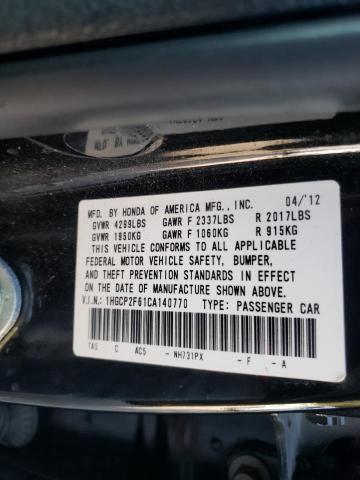 MFD. BY HONDA OF AMERICA MFG., INC. 04/'12
GVWR 4299LBS GAWR F 2337LBS R 2017LBS
GVWR 1950KG GAWR F 1060KG R 915KG
THIS VEHICLE CONFORMS TO ALL APPLICABLE
FEDERAL MOTOR VEHICLE SAFETY, BUMPER,
AND THEFT PREVENTION STANDARDS IN EFFECT
ON THE DATE OF MANUFACTURE SHOWN ABOVE.
V.I.N.: 1HGCP2F61CA140770 TYPE: PASSENGER CAR
TA5 C AC5 - NH731PX - F - A